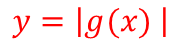 y = |g(x) |